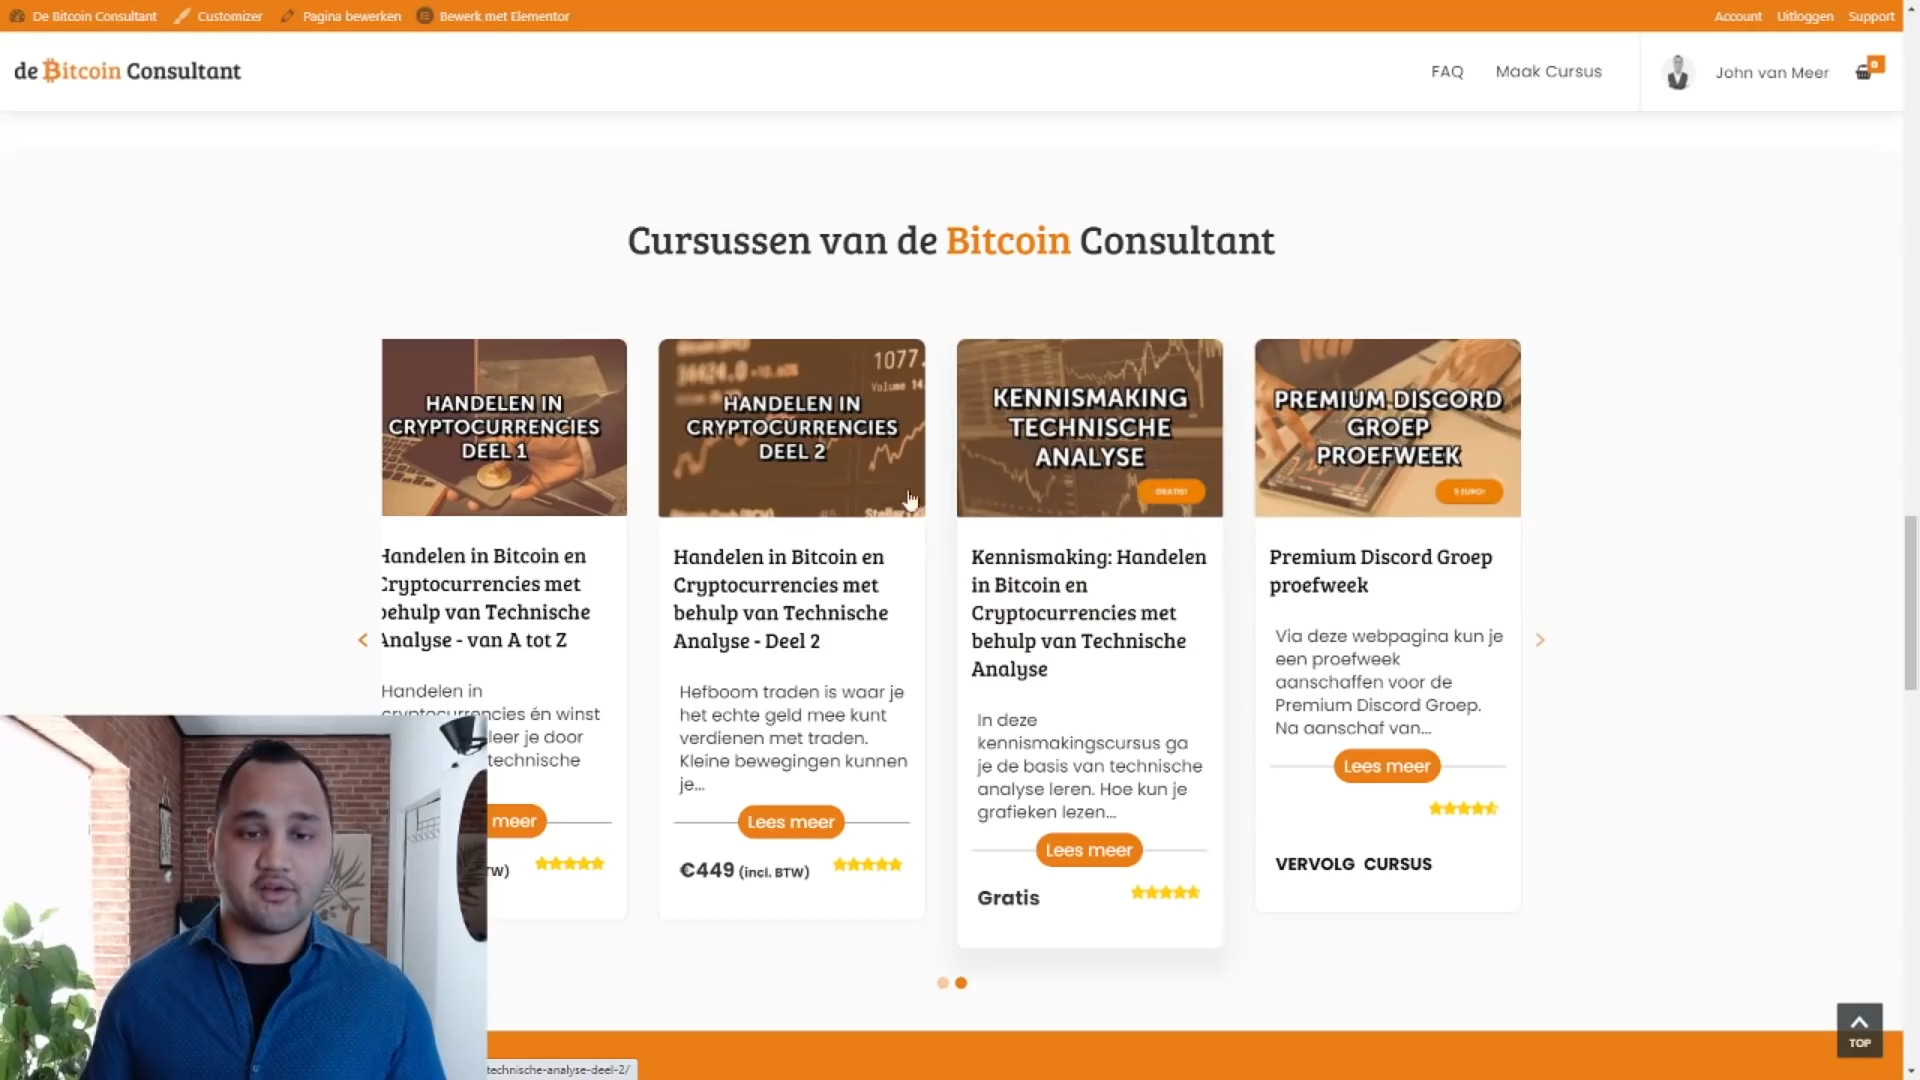 De Bitcoin Consultant Customizer Pagina bewerken Bewerk met Elementor Account Uitloggen Support
de Bitcoin Consultant FAQ Maak Cursus John van Meer 0
Cursussen van de Bitcoin Consultant
HANDELEN IN
CRYPTOCURRENCIES
DEEL 1
Handelen in Bitcoin en
Cryptocurrencies met
behulp van Technische
Analyse - van A tot Z
Handelen in
cryptocurrencies én winst
leer je door
technische
meer
1077.
Volume 14
HANDELEN IN
CRYPTOCURRENCIES
DEEL 2
Handelen in Bitcoin en
Cryptocurrencies met
behulp van Technische
Analyse - Deel 2
Hefboom traden is waar je
het echte geld mee kunt
verdienen met traden.
Kleine bewegingen kunnen
je...
Lees meer
€449 (incl. BTW)
KENNISMAKING
TECHNISCHE
ANALYSE
GRATIS!
Kennismaking: Handelen
in Bitcoin en
Cryptocurrencies met
behulp van Technische
Analyse
In deze
kennismakingscursus ga
je de basis van technische
analyse leren. Hoe kun je
grafieken lezen...
Lees meer
Gratis
PREMIUM DISCORD
GROEP
PROEFWEEK
5 EURO!
Premium Discord Groep
proefweek
Via deze webpagina kun je
een proefweek
aanschaffen voor de
Premium Discord Groep.
Na aanschaf van...
Lees meer
VERVOLG CURSUS
TOP
technische-analyse-deel-2/